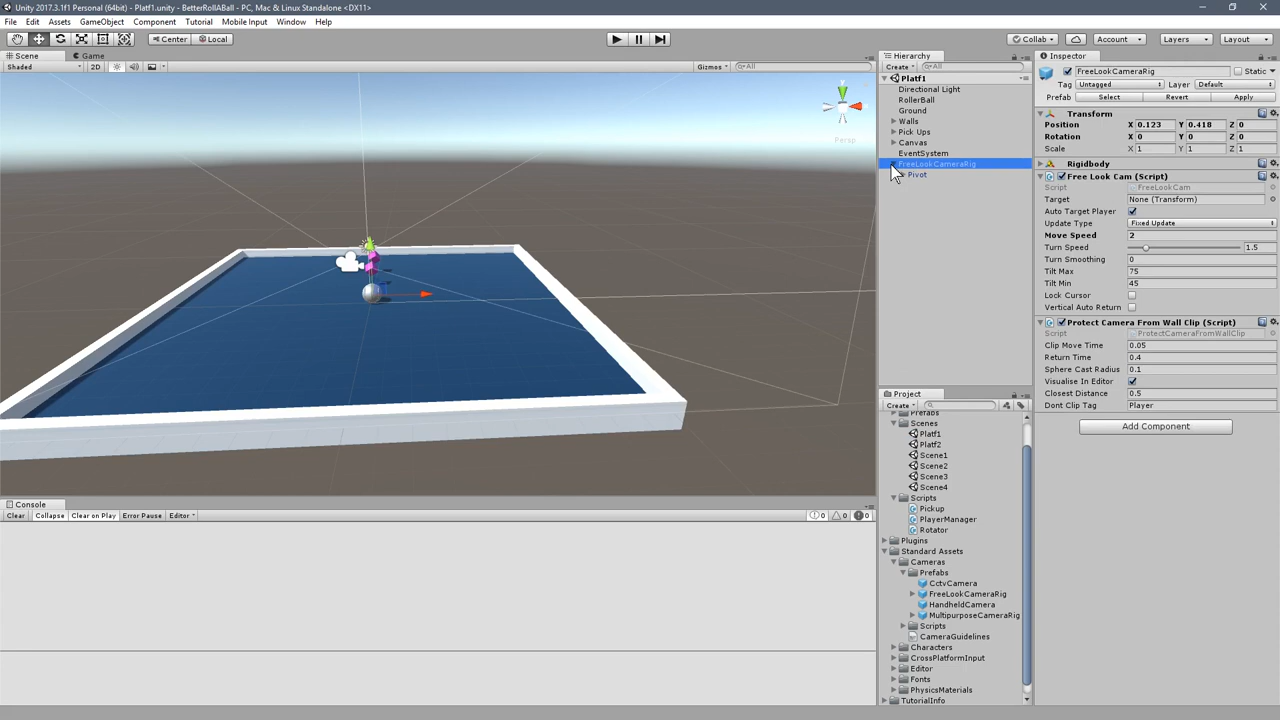 Unity 2017.3.1f1 Personal (64bit) - Platf1.unity - BetterRollABall - PC, Mac & Linux Standalone <DX11>
File Edit Assets GameObject Component Tutorial Mobile Input Window Help
Center Local Collab Account Layers Layout
Scene Game
Shaded 2D Gizmos All
Persp
Hierarchy
Create All
Platf1
Directional Light
RollerBall
Ground
Walls
Pick Ups
Canvas
EventSystem
FreeLookCameraRig
Pivot
Inspector
FreeLookCameraRig Static
Tag Untagged Layer Default
Prefab Select Revert Apply
Transform
Position X 0.123 Y 0.418 Z 0
Rotation X 0 Y 0 Z 0
Scale X 1 Y 1 Z 1
Rigidbody
Free Look Cam (Script)
Script FreeLookCam
Target None (Transform)
Auto Target Player
Update Type Fixed Update
Move Speed 2
Turn Speed 1.5
Turn Smoothing 0
Tilt Max 75
Tilt Min 45
Lock Cursor
Vertical Auto Return
Protect Camera From Wall Clip (Script)
Script ProtectCameraFromWallClip
Clip Move Time 0.05
Return Time 0.4
Sphere Cast Radius 0.1
Visualise In Editor
Closest Distance 0.5
Dont Clip Tag Player
Add Component
Project
Create
Prefabs
Scenes
Platf1
Platf2
Scene1
Scene2
Scene3
Scene4
Scripts
Pickup
PlayerManager
Rotator
Plugins
Standard Assets
Cameras
Prefabs
CctvCamera
FreeLookCameraRig
HandheldCamera
MultipurposeCameraRig
Scripts
CameraGuidelines
Characters
CrossPlatformInput
Editor
Fonts
PhysicsMaterials
TutorialInfo
Console
Clear Collapse Clear on Play Error Pause Editor 0 0 0